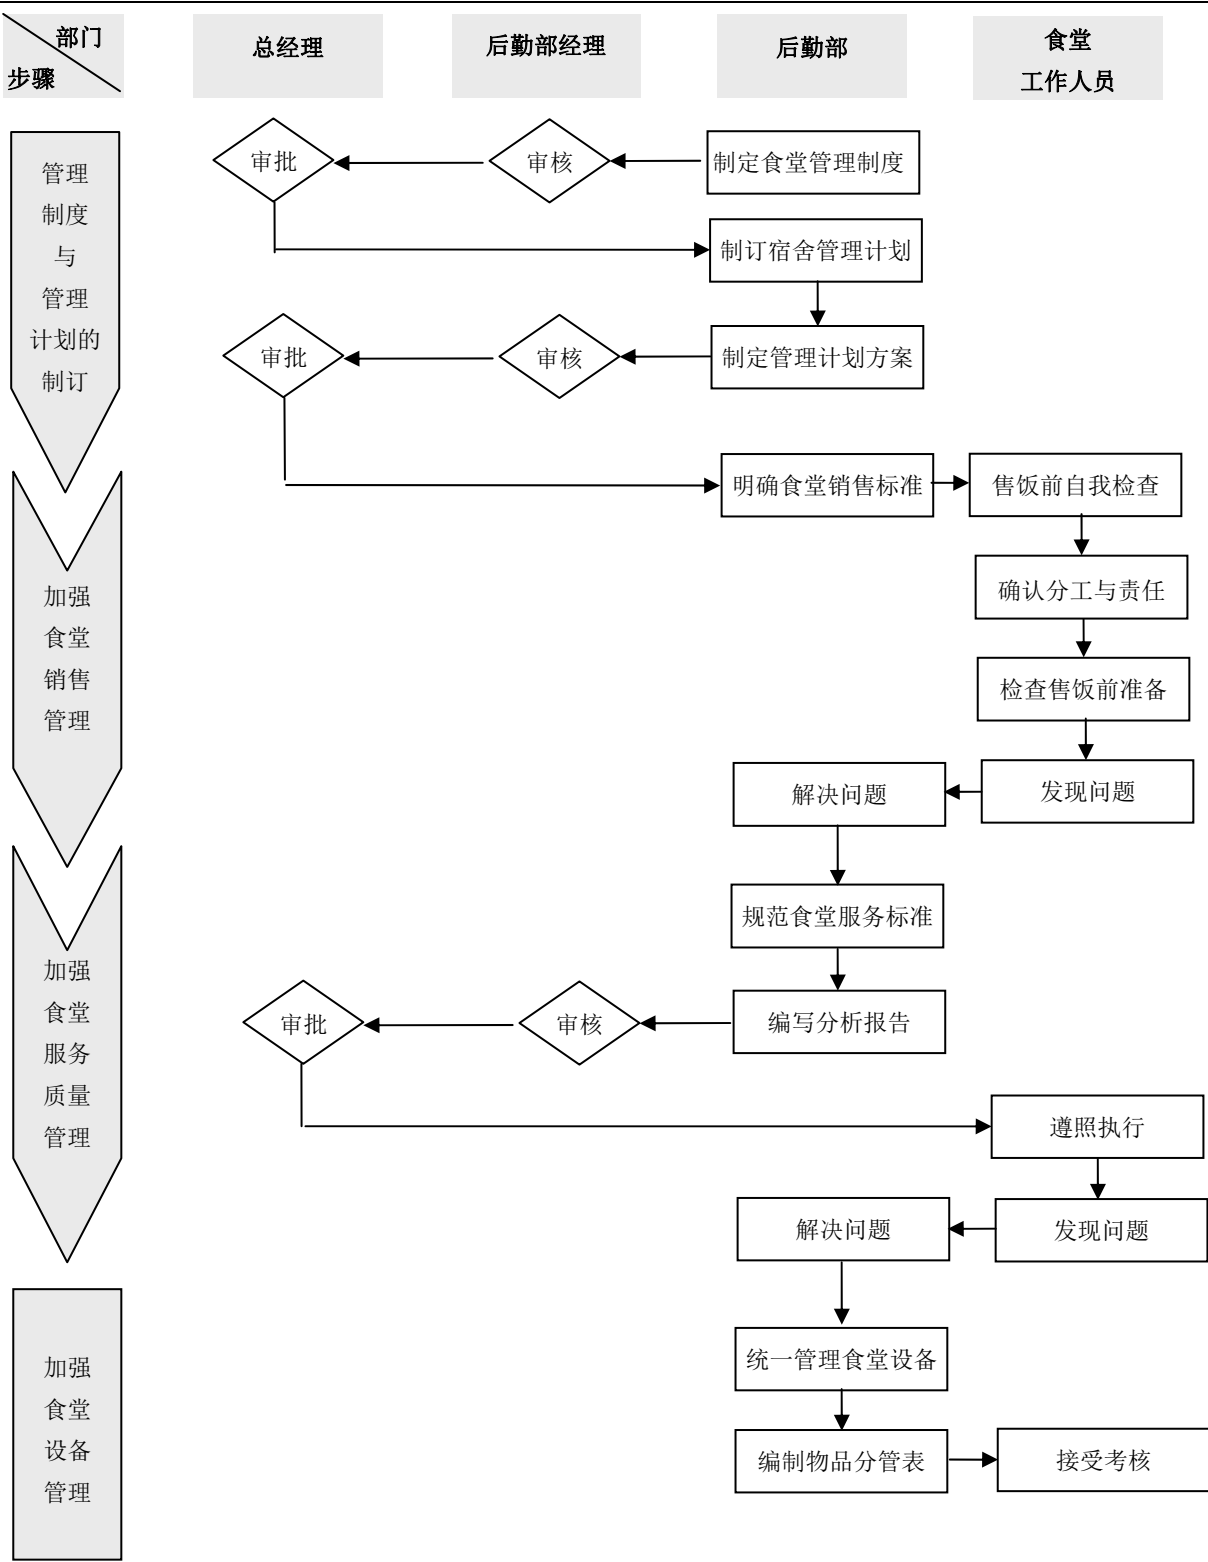 部门
步骤
总经理
后勤部经理
后勤部
食堂
工作人员
管理
制度
与
管理
计划的
制订
审批
审核
制定食堂管理制度
制订宿舍管理计划
审批
审核
制定管理计划方案
加强
食堂
销售
管理
明确食堂销售标准
售饭前自我检查
确认分工与责任
检查售饭前准备
解决问题
发现问题
加强
食堂
服务
质量
管理
规范食堂服务标准
审批
审核
编写分析报告
遵照执行
解决问题
发现问题
加强
食堂
设备
管理
统一管理食堂设备
编制物品分管表
接受考核